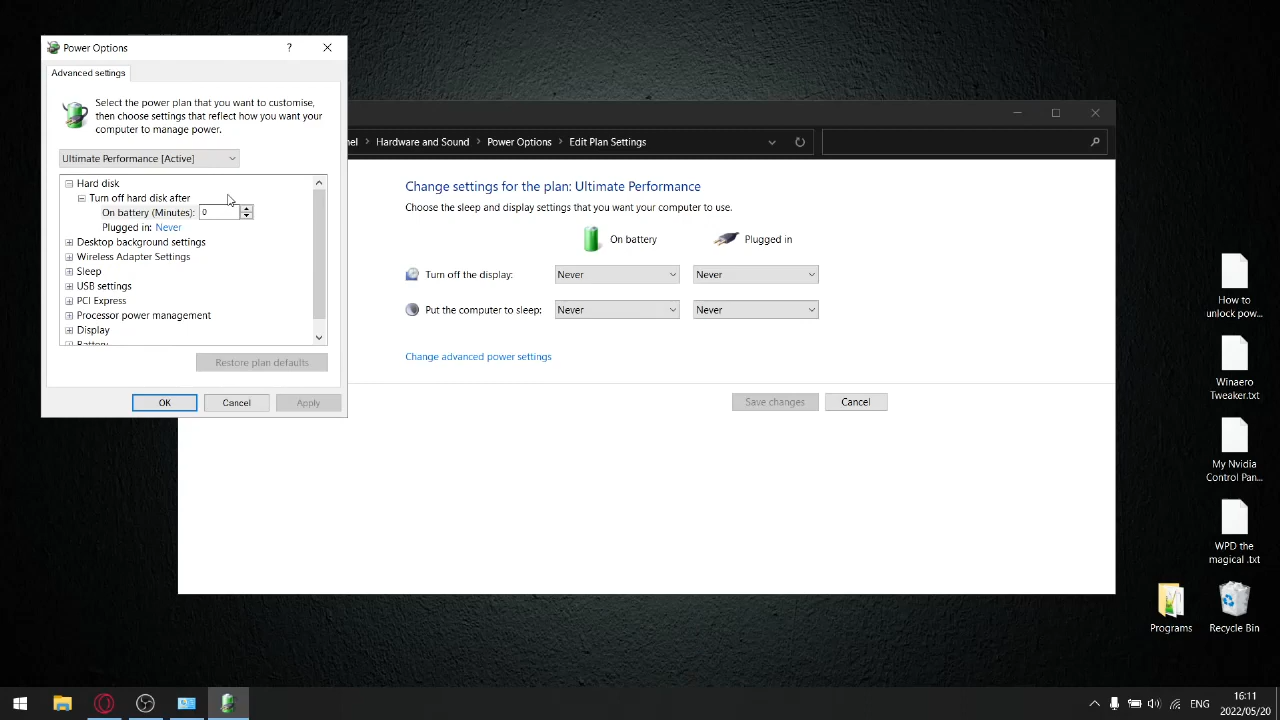 Power Options
?
Advanced settings
Select the power plan that you want to customise,
then choose settings that reflect how you want your
computer to manage power.
Ultimate Performance [Active]
Hard disk
Turn off hard disk after
On battery (Minutes): 0
Plugged in: Never
Desktop background settings
Wireless Adapter Settings
Sleep
USB settings
PCI Express
Processor power management
Display
Battery
Restore plan defaults
OK
Cancel
Apply
nel
Hardware and Sound
Power Options
Edit Plan Settings
Change settings for the plan: Ultimate Performance
Choose the sleep and display settings that you want your computer to use.
On battery
Plugged in
Turn off the display:
Never
Never
Put the computer to sleep:
Never
Never
Change advanced power settings
Save changes
Cancel
How to
unlock pow...
Winaero
Tweaker.txt
My Nvidia
Control Pan...
WPD the
magical .txt
Programs
Recycle Bin
ENG
16:11
2022/05/20